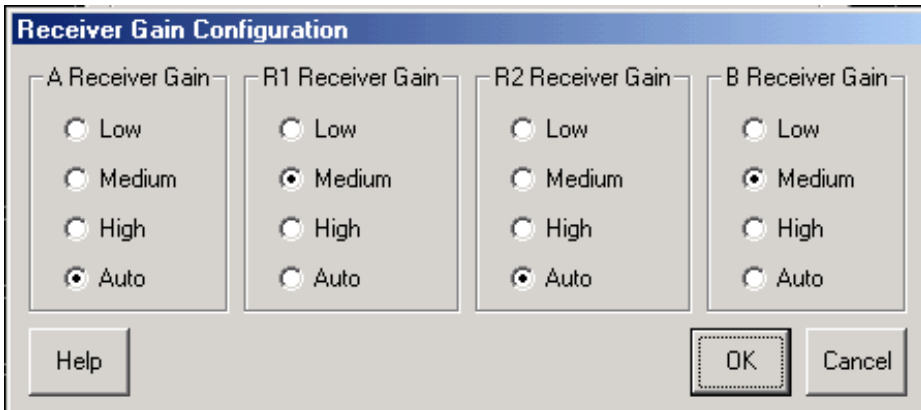 Receiver Gain Configuration
A Receiver Gain
Low
Medium
High
Auto
R1 Receiver Gain
Low
Medium
High
Auto
R2 Receiver Gain
Low
Medium
High
Auto
B Receiver Gain
Low
Medium
High
Auto
Help
OK
Cancel